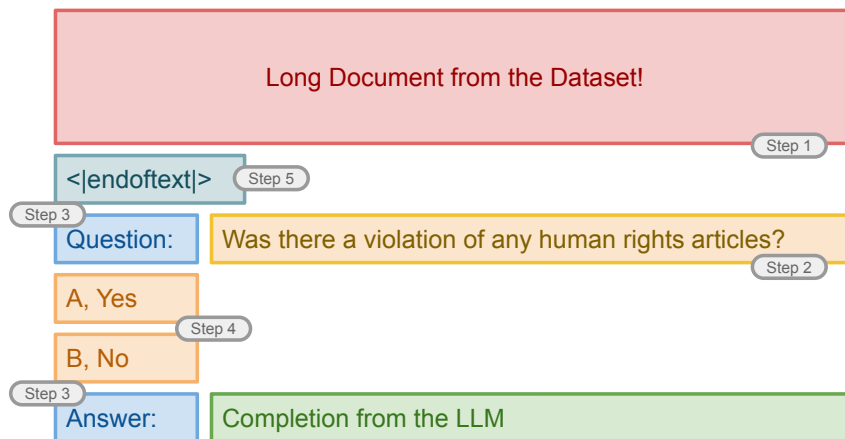 Long Document from the Dataset!
Step 1
<|endoftext|>
Step 5
Step 3
Question:
Was there a violation of any human rights articles?
Step 2
A, Yes
Step 4
B, No
Step 3
Answer:
Completion from the LLM